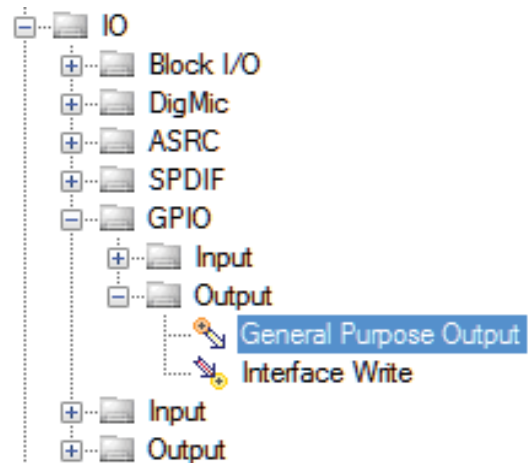 IO
Block I/O
DigMic
ASRC
SPDIF
GPIO
Input
Output
General Purpose Output
Interface Write
Input
Output